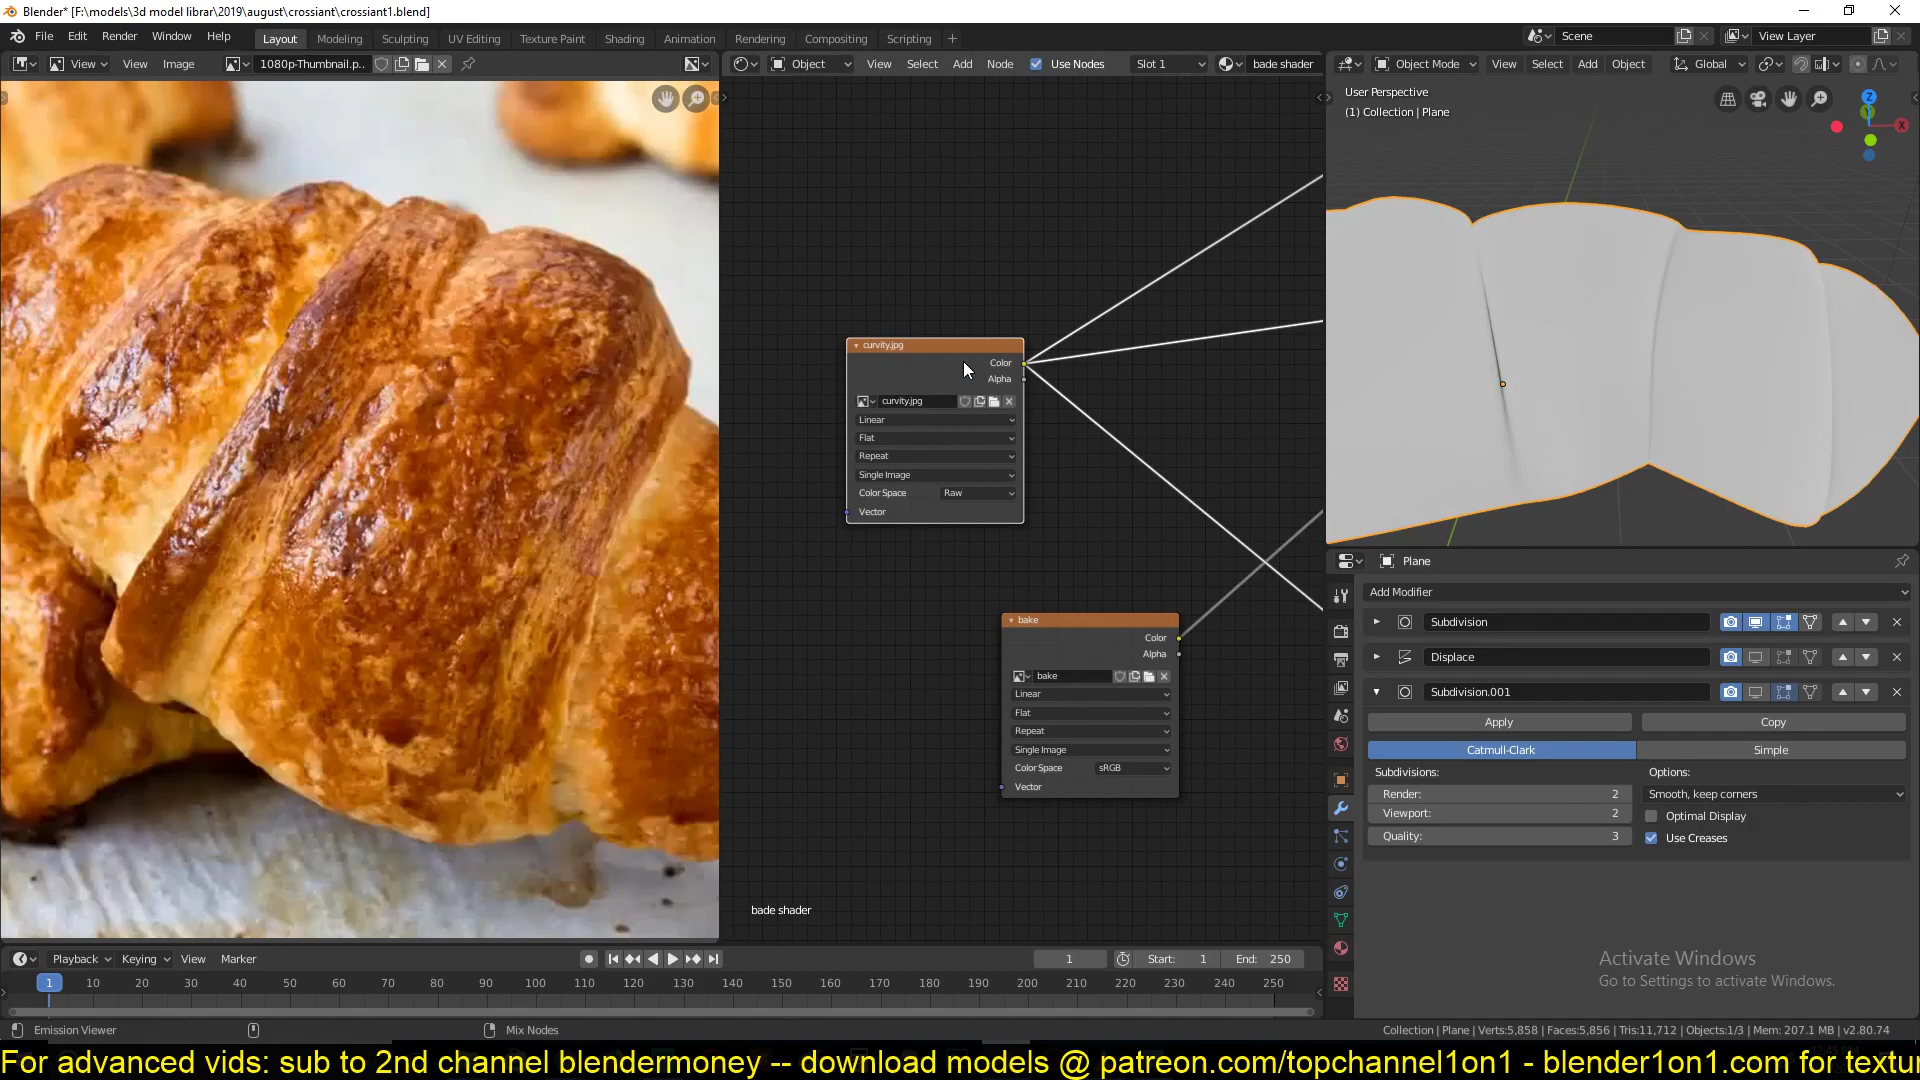 Blender* [F:\models\3d model librar\2019\august\crossiant\crossiant1.blend]
File Edit Render Window Help Layout Modeling Sculpting UV Editing Texture Paint Shading Animation Rendering Compositing Scripting Scene View Layer
View View Image 1080p-Thumbnail.p.. Object View Select Add Node Use Nodes Slot 1 bade shader Object Mode View Select Add Object Global
User Perspective
(1) Collection | Plane
Z
X
curvity.jpg
Color
Alpha
curvity.jpg
Linear
Flat
Repeat
Single Image
Color Space Raw
Vector
bake
Color
Alpha
bake
Linear
Flat
Repeat
Single Image
Color Space sRGB
Vector
bade shader
Plane
Add Modifier
Subdivision
Displace
Subdivision.001
Apply Copy
Catmull-Clark Simple
Subdivisions: Options:
Render: 2 Smooth, keep corners
Viewport: 2 Optimal Display
Quality: 3 Use Creases
Activate Windows
Go to Settings to activate Windows.
Playback Keying View Marker 1 Start: 1 End: 250
1 10 20 30 40 50 60 70 80 90 100 110 120 130 140 150 160 170 180 190 200 210 220 230 240 250
Emission Viewer Mix Nodes Collection | Plane | Verts:5,858 | Faces:5,856 | Tris:11,712 | Objects:1/3 | Mem: 207.1 MB | v2.80.74
For advanced vids: sub to 2nd channel blendermoney -- download models @ patreon.com/topchannel1on1 - blender1on1.com for textur